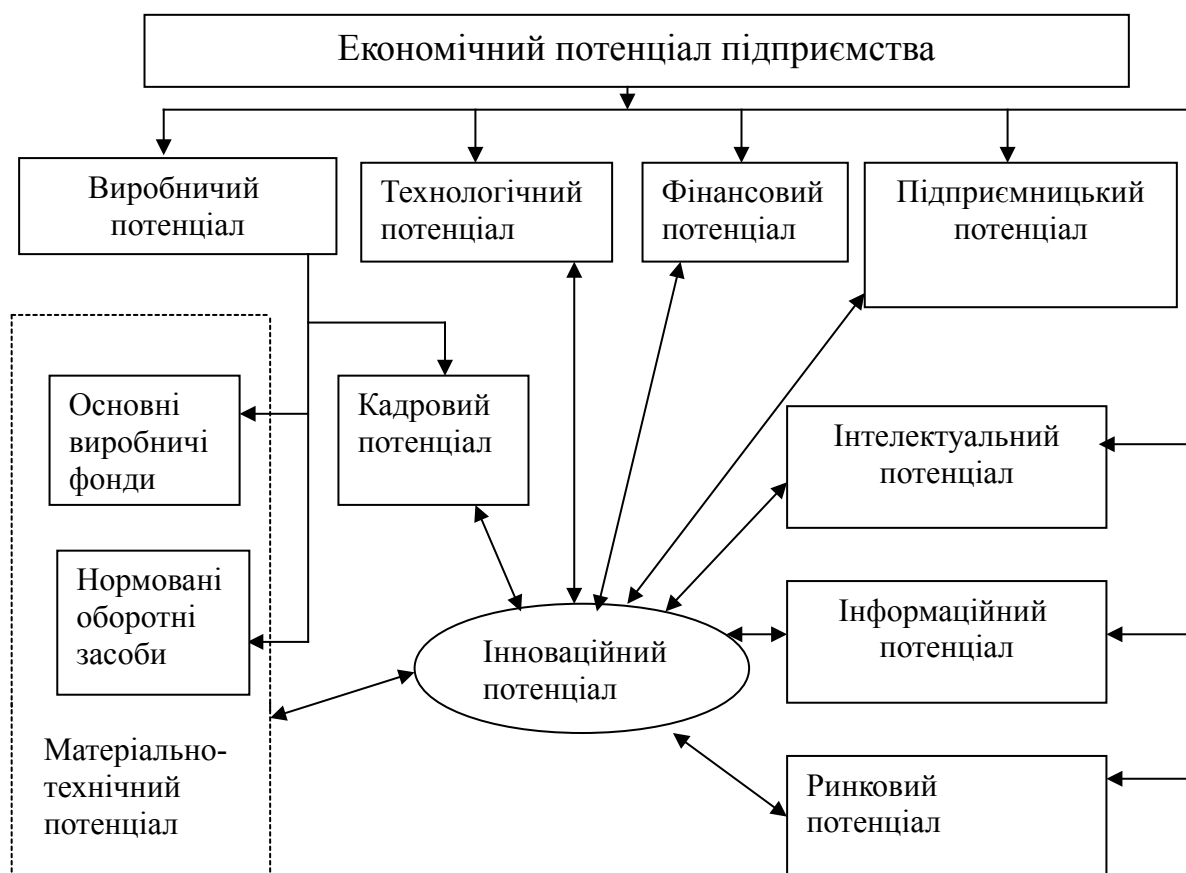 Економічний потенціал підприємства
Виробничий
потенціал
Технологічний
потенціал
Фінансовий
потенціал
Підприємницький
потенціал
Основні
виробничі
фонди
Кадровий
потенціал
Інтелектуальний
потенціал
Нормовані
оборотні
засоби
Інноваційний
потенціал
Інформаційний
потенціал
Матеріально-
технічний
потенціал
Ринковий
потенціал